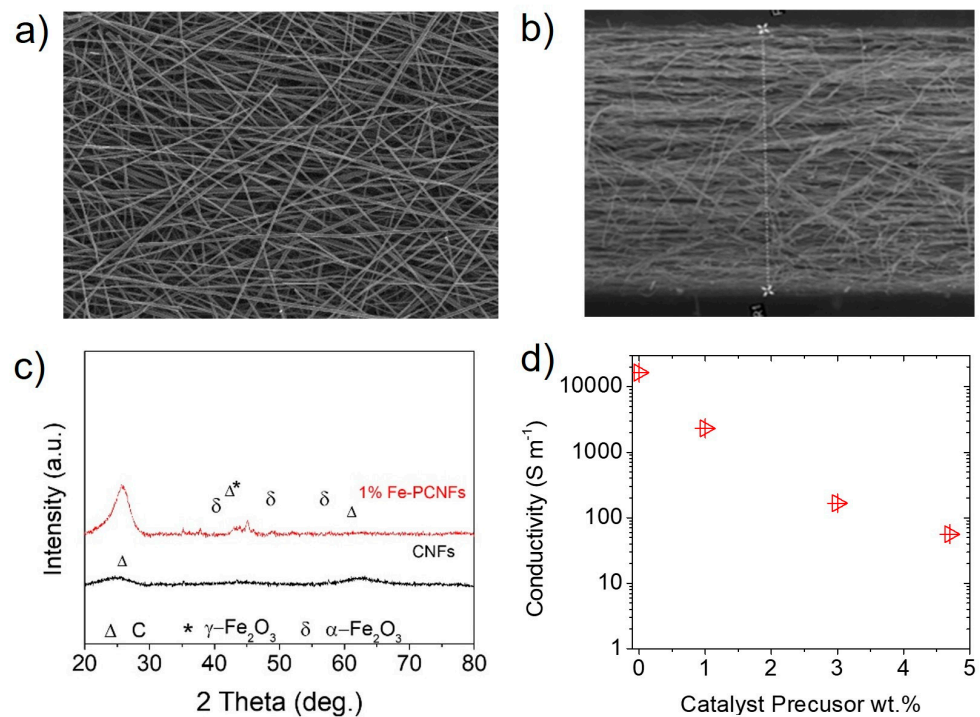 a)
b)
c)
Intensity (a.u.)
Δ * 1% Fe-PCNFs
δ δ δ Δ
CNFs
Δ
Δ C * γ–Fe₂O₃ δ α–Fe₂O₃
20 30 40 50 60 70 80
2 Theta (deg.)
d)
Conductivity (S m⁻¹)
10000
1000
100
10
1
0 1 2 3 4 5
Catalyst Precusor wt.%